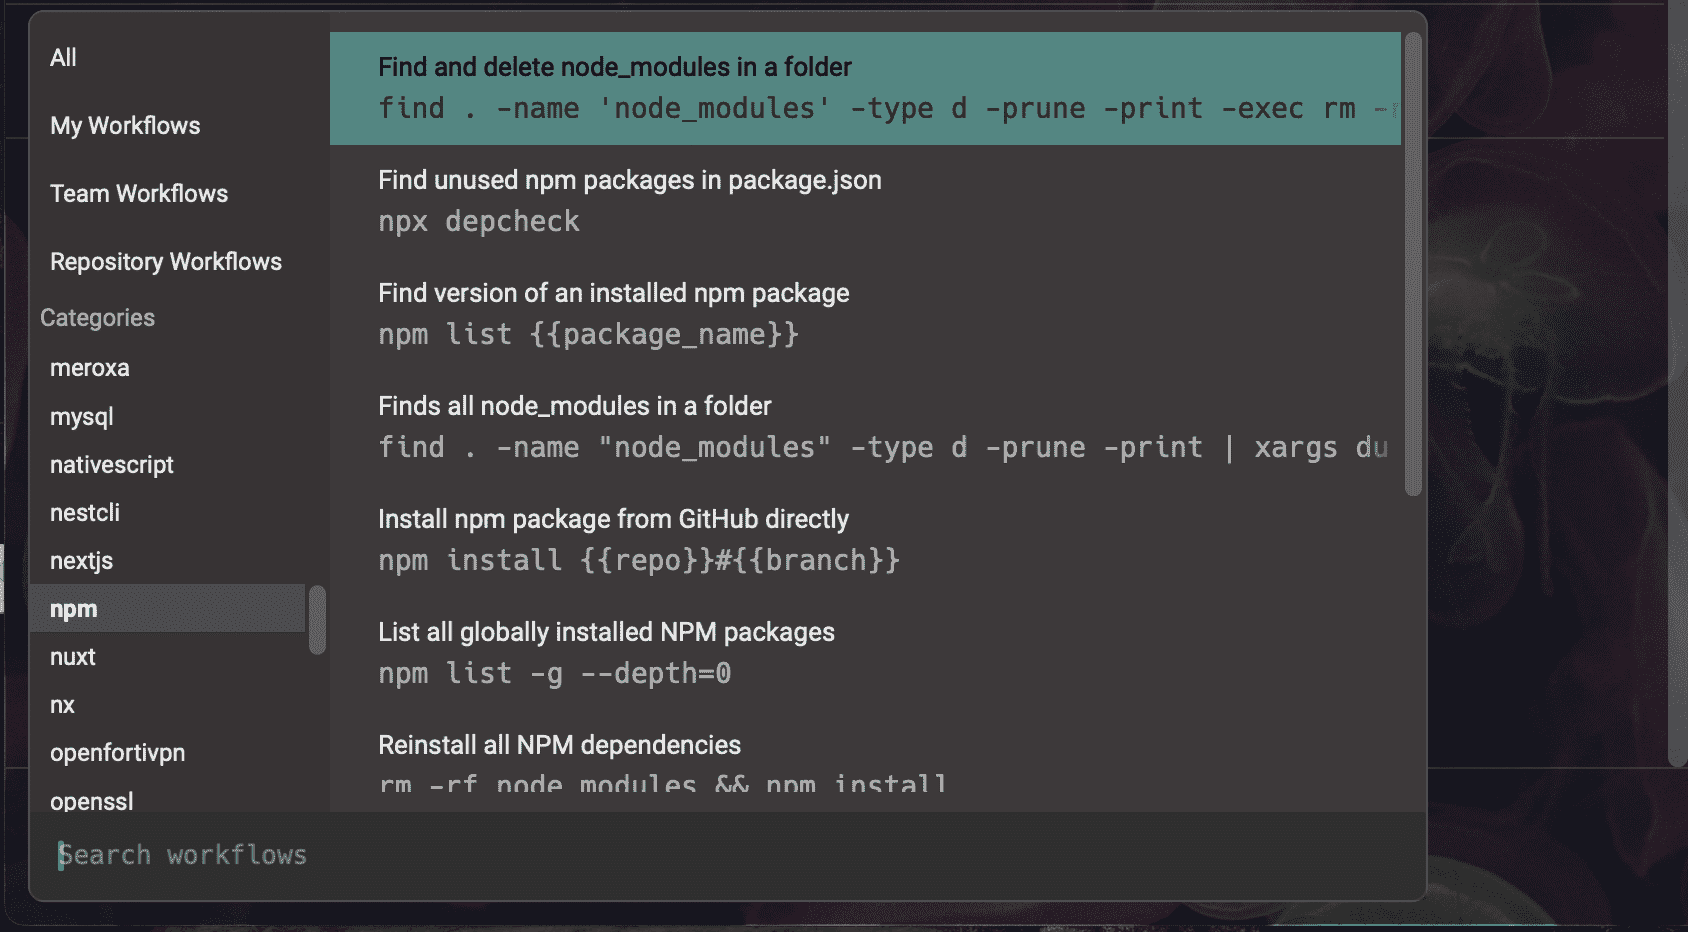 All
My Workflows
Team Workflows
Repository Workflows
Categories
meroxa
mysql
nativescript
nestcli
nextjs
npm
nuxt
nx
openfortivpn
openssl
Find and delete node_modules in a folder
find . -name 'node_modules' -type d -prune -print -exec rm -
Find unused npm packages in package.json
npx depcheck
Find version of an installed npm package
npm list {{package_name}}
Finds all node_modules in a folder
find . -name "node_modules" -type d -prune -print | xargs du
Install npm package from GitHub directly
npm install {{repo}}#{{branch}}
List all globally installed NPM packages
npm list -g --depth=0
Reinstall all NPM dependencies
rm -rf node_modules && npm install
Search workflows